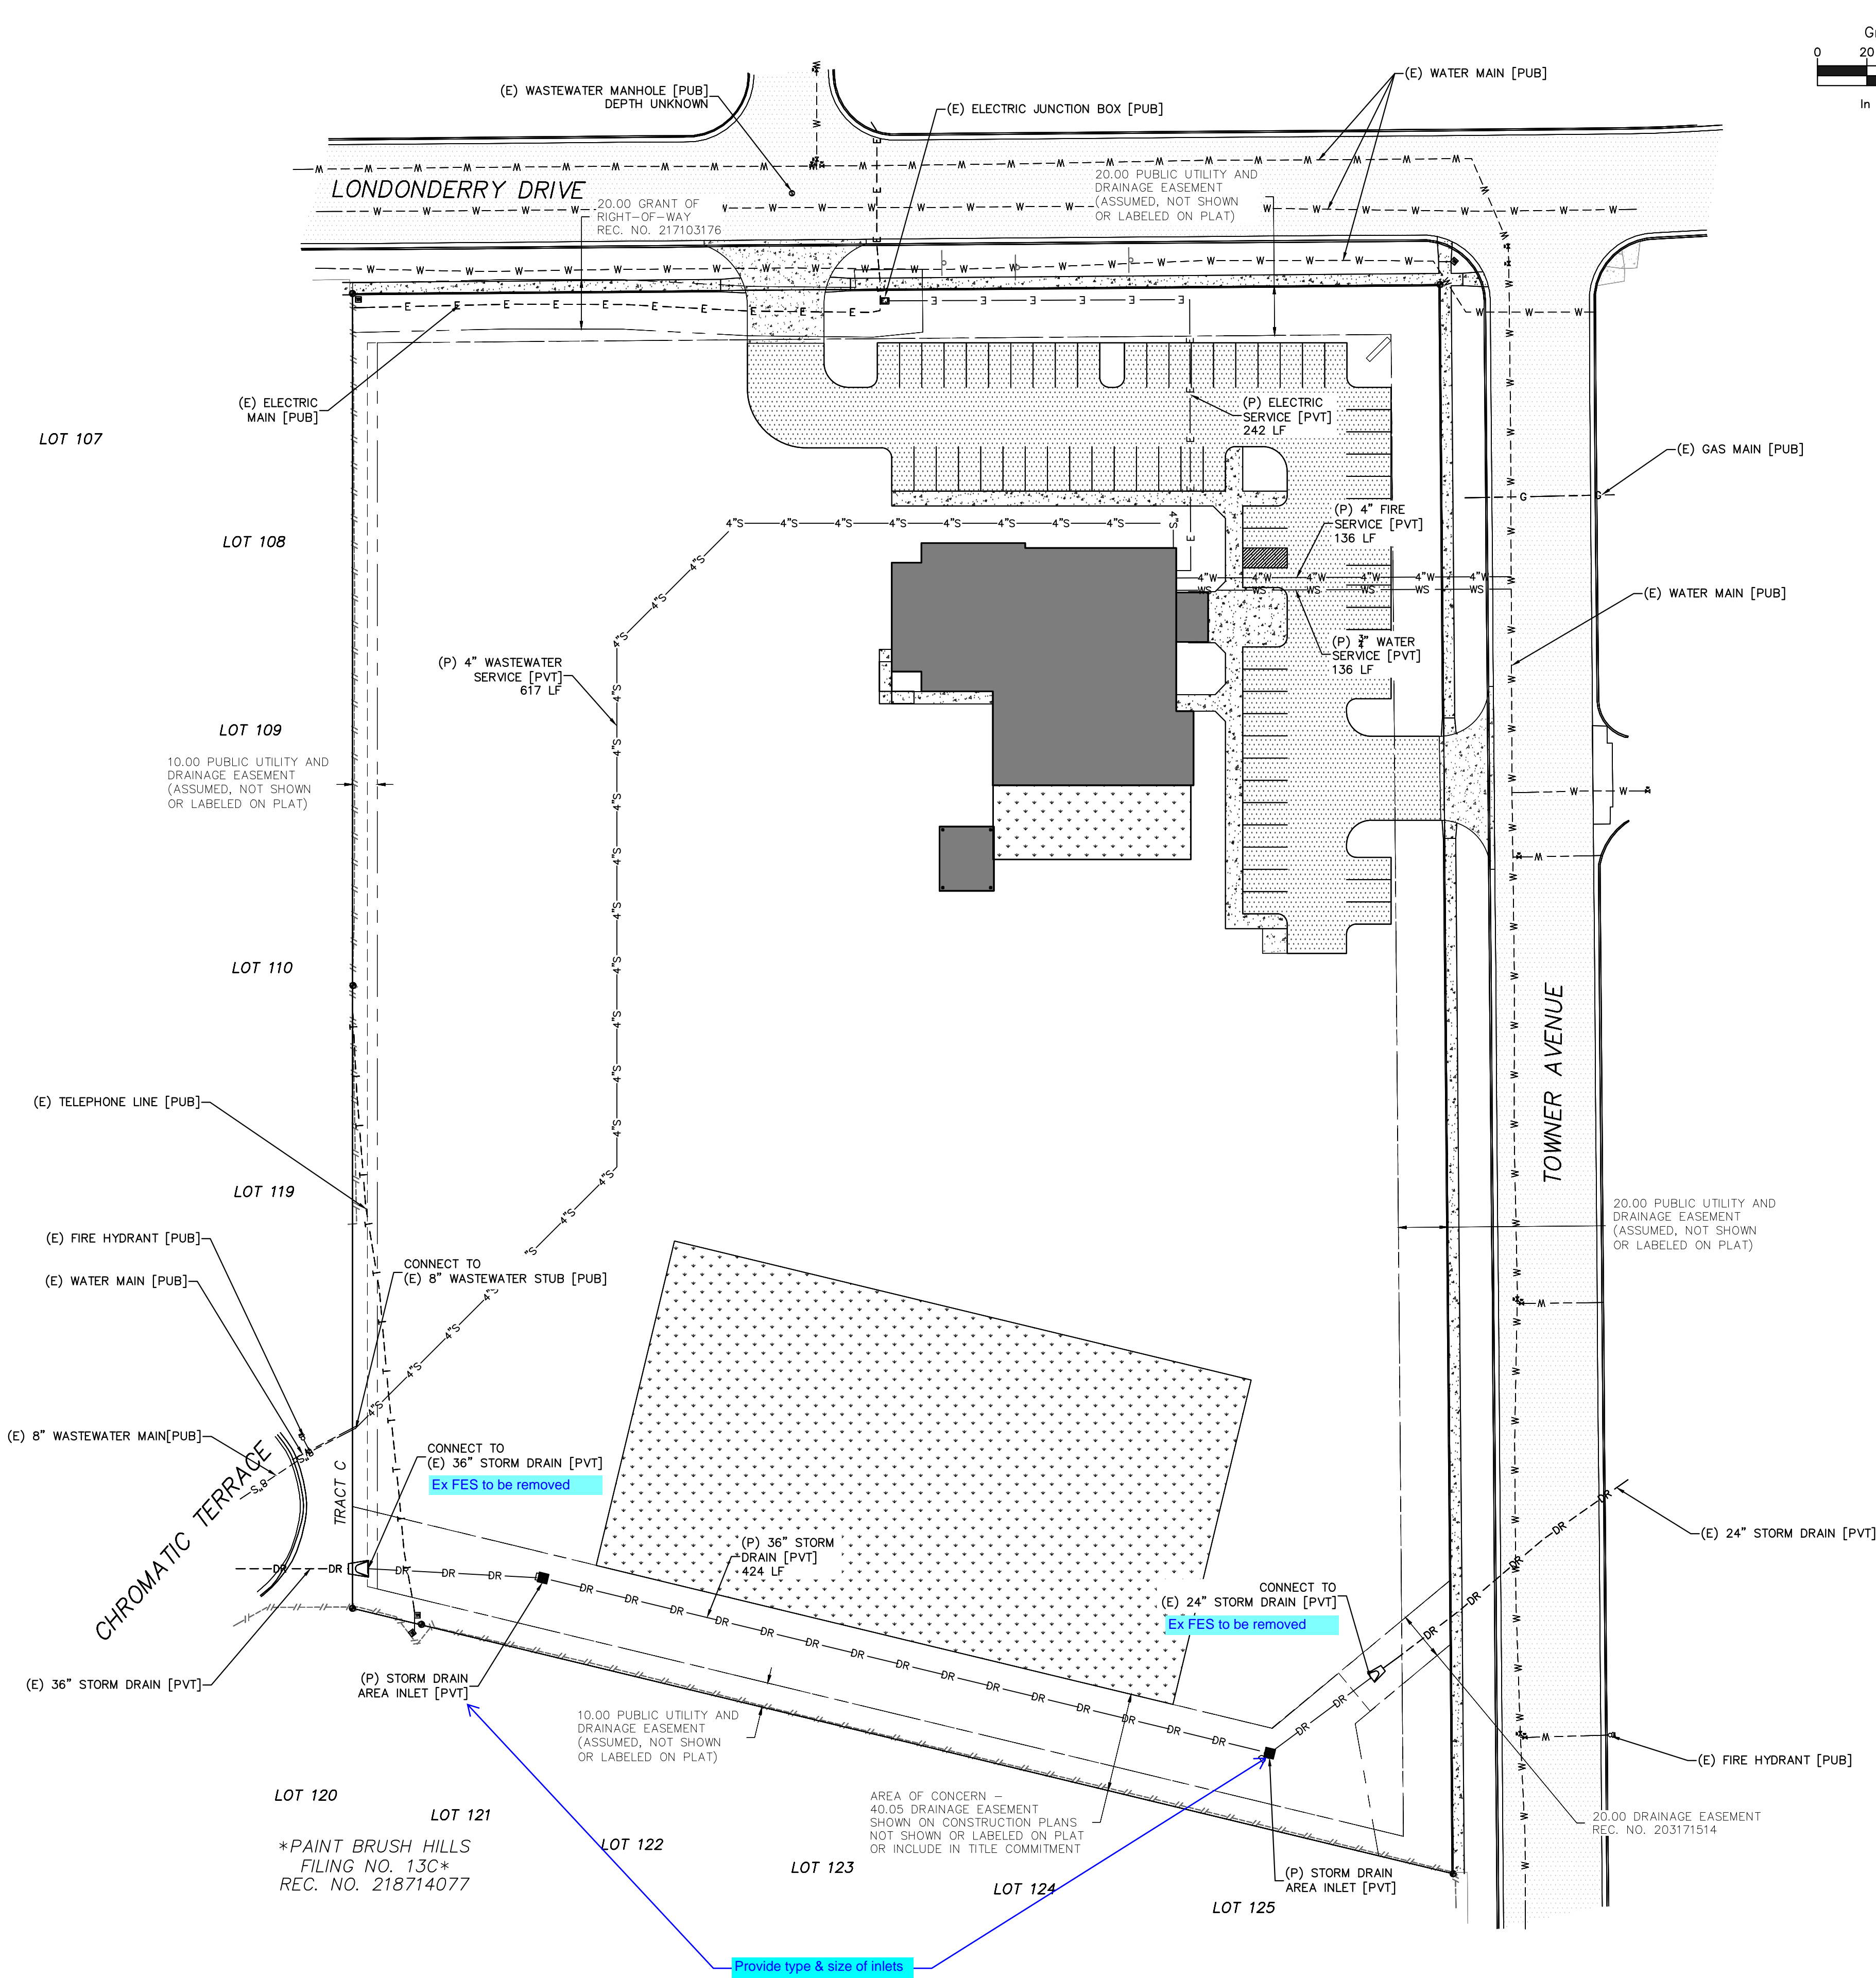 Gr
0 20
In
(E) WASTEWATER MANHOLE [PUB]
DEPTH UNKNOWN
(E) ELECTRIC JUNCTION BOX [PUB]
(E) WATER MAIN [PUB]
LONDONDERRY DRIVE
20.00 GRANT OF
RIGHT-OF-WAY
REC. NO. 217103176
20.00 PUBLIC UTILITY AND
DRAINAGE EASEMENT
(ASSUMED, NOT SHOWN
OR LABELED ON PLAT)
(E) ELECTRIC
MAIN [PUB]
LOT 107
(P) ELECTRIC
SERVICE [PVT]
242 LF
(E) GAS MAIN [PUB]
LOT 108
(P) 4" FIRE
SERVICE [PVT]
136 LF
(E) WATER MAIN [PUB]
(P) 4" WASTEWATER
SERVICE [PVT]
617 LF
(P) 3/4" WATER
SERVICE [PVT]
136 LF
LOT 109
10.00 PUBLIC UTILITY AND
DRAINAGE EASEMENT
(ASSUMED, NOT SHOWN
OR LABELED ON PLAT)
LOT 110
TOWNER AVENUE
(E) TELEPHONE LINE [PUB]
LOT 119
20.00 PUBLIC UTILITY AND
DRAINAGE EASEMENT
(ASSUMED, NOT SHOWN
OR LABELED ON PLAT)
(E) FIRE HYDRANT [PUB]
(E) WATER MAIN [PUB]
CONNECT TO
(E) 8" WASTEWATER STUB [PUB]
(E) 8" WASTEWATER MAIN[PUB]
CHROMATIC TERRACE
TRACT C
CONNECT TO
(E) 36" STORM DRAIN [PVT]
Ex FES to be removed
(P) 36" STORM
DRAIN [PVT]
424 LF
(E) 24" STORM DRAIN [PVT]
CONNECT TO
(E) 24" STORM DRAIN [PVT]
Ex FES to be removed
(E) 36" STORM DRAIN [PVT]
(P) STORM DRAIN
AREA INLET [PVT]
10.00 PUBLIC UTILITY AND
DRAINAGE EASEMENT
(ASSUMED, NOT SHOWN
OR LABELED ON PLAT)
(E) FIRE HYDRANT [PUB]
AREA OF CONCERN –
40.05 DRAINAGE EASEMENT
SHOWN ON CONSTRUCTION PLANS
NOT SHOWN OR LABELED ON PLAT
OR INCLUDE IN TITLE COMMITMENT
20.00 DRAINAGE EASEMENT
REC. NO. 203171514
LOT 120
LOT 121
LOT 122
LOT 123
LOT 124
LOT 125
(P) STORM DRAIN
AREA INLET [PVT]
*PAINT BRUSH HILLS
FILING NO. 13C*
REC. NO. 218714077
Provide type & size of inlets